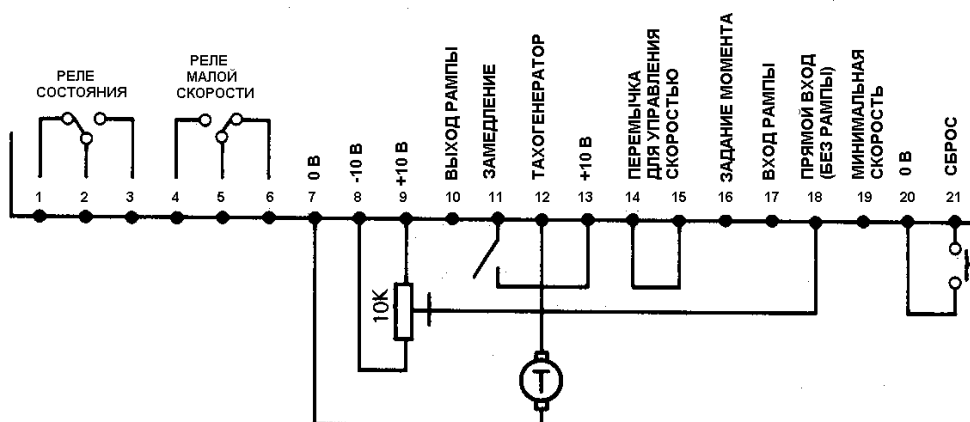 РЕЛЕ
СОСТОЯНИЯ
РЕЛЕ
МАЛОЙ
СКОРОСТИ
0 В
-10 В
+10 В
ВЫХОД РАМПЫ
ЗАМЕДЛЕНИЕ
ТАХОГЕНЕРАТОР
+10 В
ПЕРЕМЫЧКА
ДЛЯ УПРАВЛЕНИЯ
СКОРОСТЬЮ
ЗАДАНИЕ МОМЕНТА
ВХОД РАМПЫ
ПРЯМОЙ ВХОД
(БЕЗ РАМПЫ)
МИНИМАЛЬНАЯ
СКОРОСТЬ
0 В
СБРОС
1 2 3 4 5 6 7 8 9 10 11 12 13 14 15 16 17 18 19 20 21
10K
T